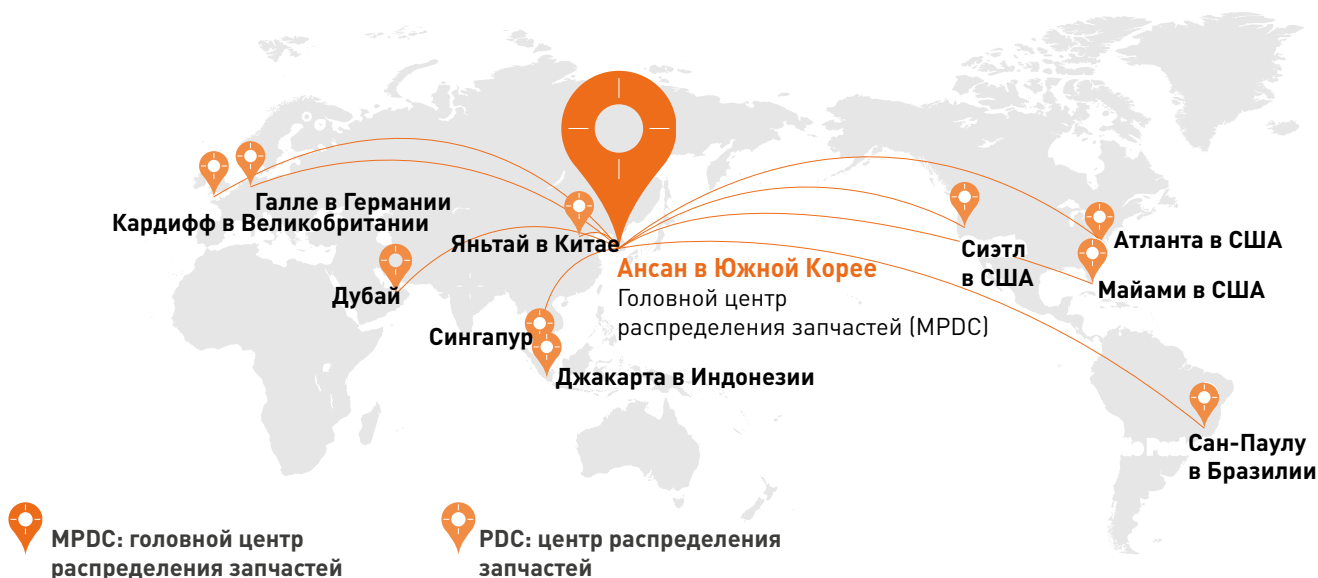 Галле в Германии
Кардифф в Великобритании
Яньтай в Китае
Дубай
Ансан в Южной Корее
Головной центр
распределения запчастей (MPDC)
Сингапур
Джакарта в Индонезии
Сиэтл
в США
Атланта в США
Майами в США
Сан-Паулу
в Бразилии
MPDC: головной центр
распределения запчастей
PDC: центр распределения
запчастей